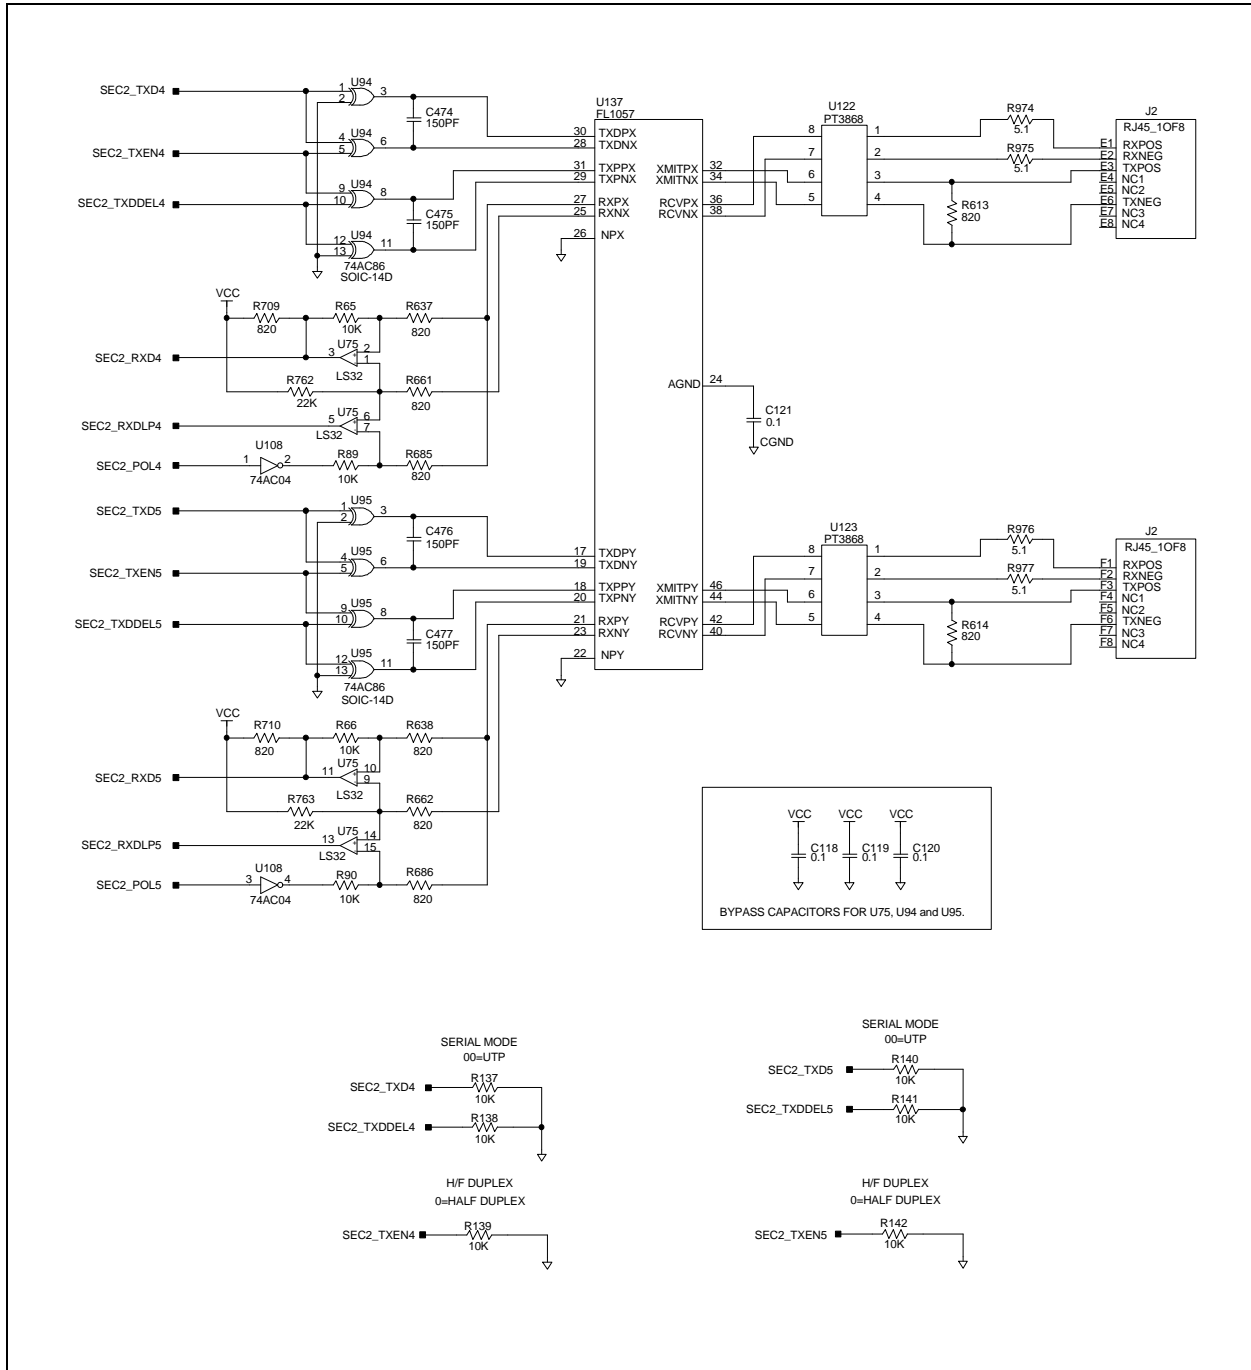 SEC2_TXD4
SEC2_TXEN4
SEC2_TXDDEL4
U94
1
2
3
U94
4
5
6
C474
150PF
U94
9
10
8
C475
150PF
U94
12
13
11
74AC86
SOIC-14D
U137
FL1057
30 TXDPX
28 TXDNX
31 TXPPX
29 TXPNX
27 RXPX
25 RXNX
26 NPX
XMITPX 32
XMITNX 34
RCVPX 36
RCVNX 38
U122
PT3868
8 1
7 2
6 3
5 4
R974
5.1
R975
5.1
R613
820
J2
RJ45_1OF8
E1 RXPOS
E2 RXNEG
E3 TXPOS
E4 NC1
E5 NC2
E6 TXNEG
E7 NC3
E8 NC4
VCC
R709
820
R65
10K
R637
820
SEC2_RXD4
3
U75
2
+
1
-
LS32
R762
22K
R661
820
SEC2_RXDLP4
5
U75
6
+
7
-
LS32
SEC2_POL4
1
U108
2
74AC04
R89
10K
R685
820
AGND 24
C121
0.1
CGND
SEC2_TXD5
SEC2_TXEN5
SEC2_TXDDEL5
U95
1
2
3
U95
4
5
6
C476
150PF
U95
9
10
8
C477
150PF
U95
12
13
11
74AC86
SOIC-14D
17 TXDPY
19 TXDNY
18 TXPPY
20 TXPNY
21 RXPY
23 RXNY
22 NPY
XMITPY 46
XMITNY 44
RCVPY 42
RCVNY 40
U123
PT3868
8 1
7 2
6 3
5 4
R976
5.1
R977
5.1
R614
820
J2
RJ45_1OF8
F1 RXPOS
F2 RXNEG
F3 TXPOS
F4 NC1
F5 NC2
F6 TXNEG
F7 NC3
F8 NC4
VCC
R710
820
R66
10K
R638
820
SEC2_RXD5
11
U75
10
+
9
-
LS32
R763
22K
R662
820
SEC2_RXDLP5
13
U75
14
+
15
-
LS32
SEC2_POL5
3
U108
4
74AC04
R90
10K
R686
820
VCC VCC VCC
C118
0.1
C119
0.1
C120
0.1
BYPASS CAPACITORS FOR U75, U94 and U95.
SERIAL MODE
00=UTP
SEC2_TXD4
R137
10K
SEC2_TXDDEL4
R138
10K
H/F DUPLEX
0=HALF DUPLEX
SEC2_TXEN4
R139
10K
SERIAL MODE
00=UTP
SEC2_TXD5
R140
10K
SEC2_TXDDEL5
R141
10K
H/F DUPLEX
0=HALF DUPLEX
SEC2_TXEN5
R142
10K